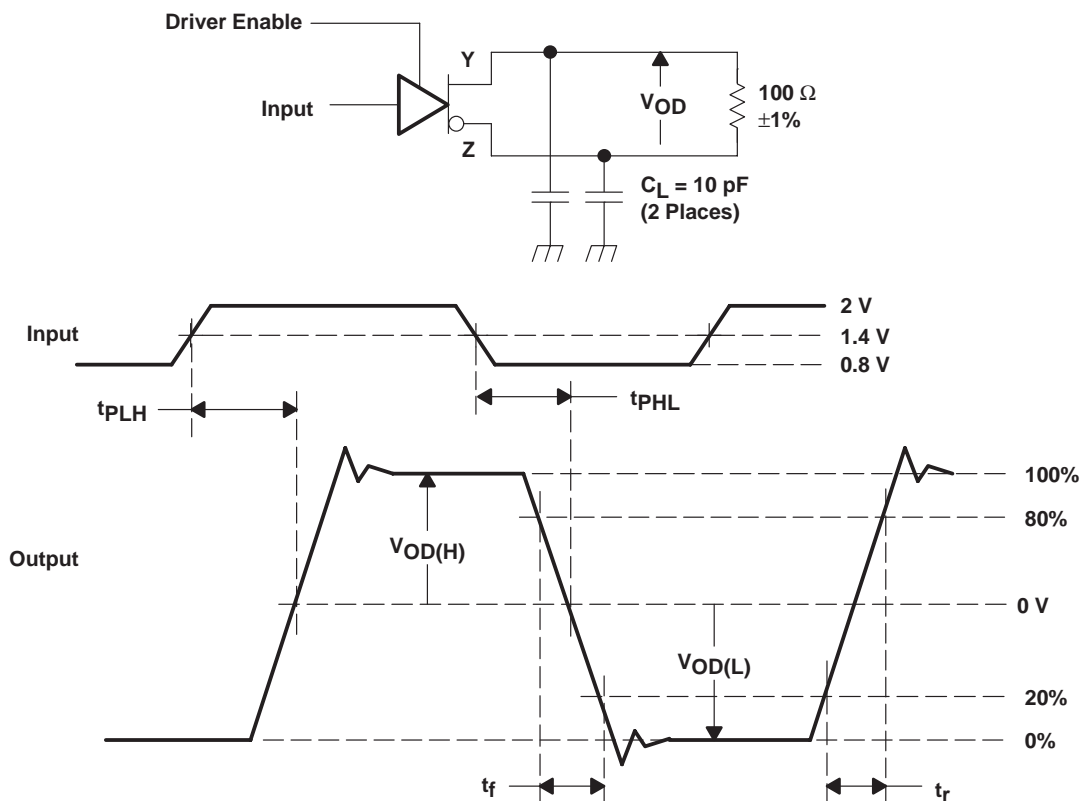 Driver Enable
Y
Input
VOD
100 Ω
±1%
Z
CL = 10 pF
(2 Places)
2 V
Input
1.4 V
0.8 V
tPLH
tPHL
100%
80%
VOD(H)
Output
0 V
VOD(L)
20%
0%
tf
tr